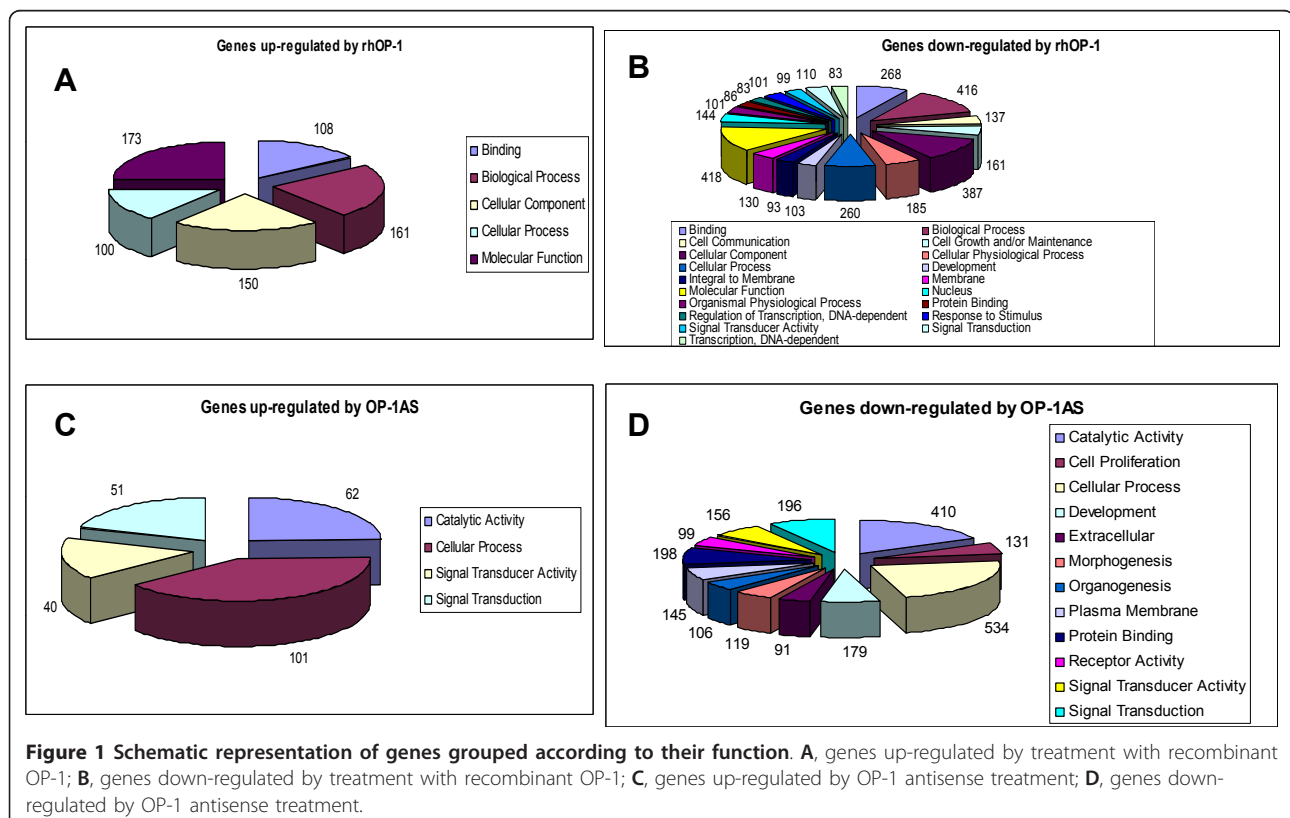 Genes up-regulated by rhOP-1
A
173
108
100
161
150
Binding
Biological Process
Cellular Component
Cellular Process
Molecular Function
Genes down-regulated by rhOP-1
B
83
110
99
101
83
86
101
144
268
416
137
161
387
185
260
103
93
130
418
Binding
Biological Process
Cell Communication
Cell Growth and/or Maintenance
Cellular Component
Cellular Physiological Process
Cellular Process
Development
Integral to Membrane
Membrane
Molecular Function
Nucleus
Organismal Physiological Process
Protein Binding
Regulation of Transcription, DNA-dependent
Response to Stimulus
Signal Transducer Activity
Signal Transduction
Transcription, DNA-dependent
Genes up-regulated by OP-1AS
C
51
62
40
101
Catalytic Activity
Cellular Process
Signal Transducer Activity
Signal Transduction
Genes down-regulated by OP-1AS
D
196
156
99
198
145
106
119
91
179
534
131
410
Catalytic Activity
Cell Proliferation
Cellular Process
Development
Extracellular
Morphogenesis
Organogenesis
Plasma Membrane
Protein Binding
Receptor Activity
Signal Transducer Activity
Signal Transduction
Figure 1 Schematic representation of genes grouped according to their function. A, genes up-regulated by treatment with recombinant
OP-1; B, genes down-regulated by treatment with recombinant OP-1; C, genes up-regulated by OP-1 antisense treatment; D, genes down-
regulated by OP-1 antisense treatment.